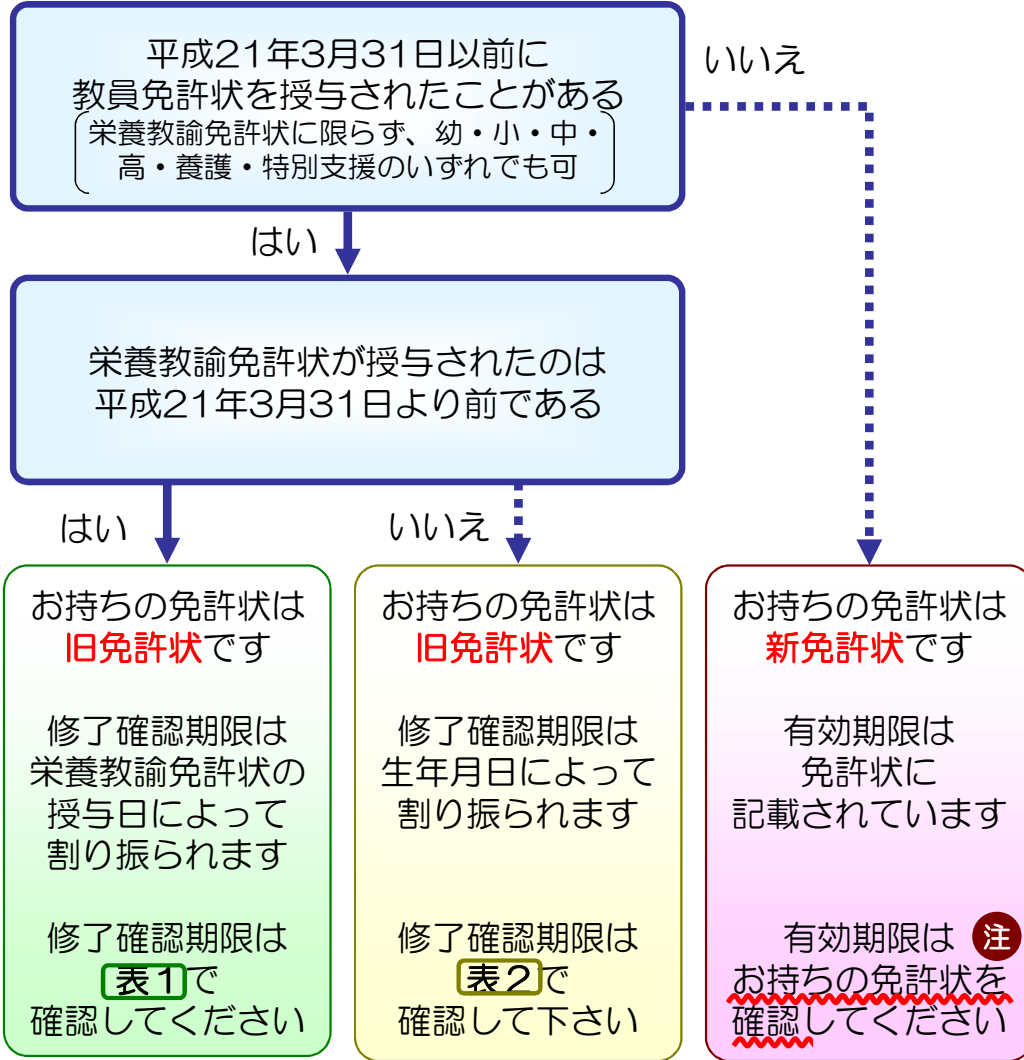 平成21年3月31日以前に
教員免許状を授与されたことがある
栄養教諭免許状に限らず、幼・小・中・
高・養護・特別支援のいずれでも可
いいえ
はい
栄養教諭免許状が授与されたのは
平成21年3月31日より前である
はい
いいえ
お持ちの免許状は
旧免許状です
修了確認期限は
栄養教諭免許状の
授与日によって
割り振られます
修了確認期限は
表1で
確認してください
お持ちの免許状は
旧免許状です
修了確認期限は
生年月日によって
割り振られます
修了確認期限は
表2で
確認して下さい
お持ちの免許状は
新免許状です
有効期限は
免許状に
記載されています
有効期限は 注
お持ちの免許状を
確認してください